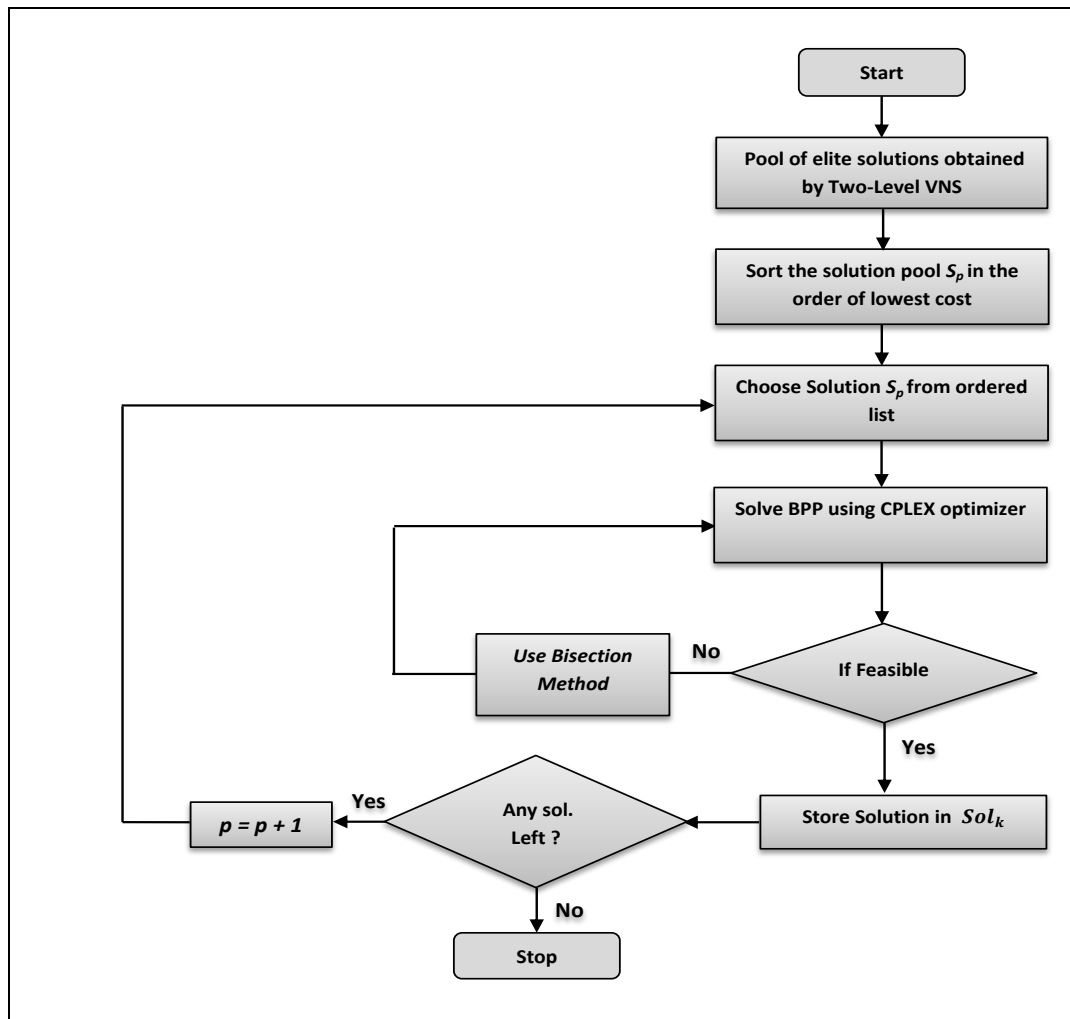 Start
Pool of elite solutions obtained
by Two-Level VNS
Sort the solution pool Sp in the
order of lowest cost
Choose Solution Sp from ordered
list
Solve BPP using CPLEX optimizer
If Feasible
No
Use Bisection
Method
Yes
Store Solution in Solk
Any sol.
Left ?
Yes
p = p + 1
No
Stop